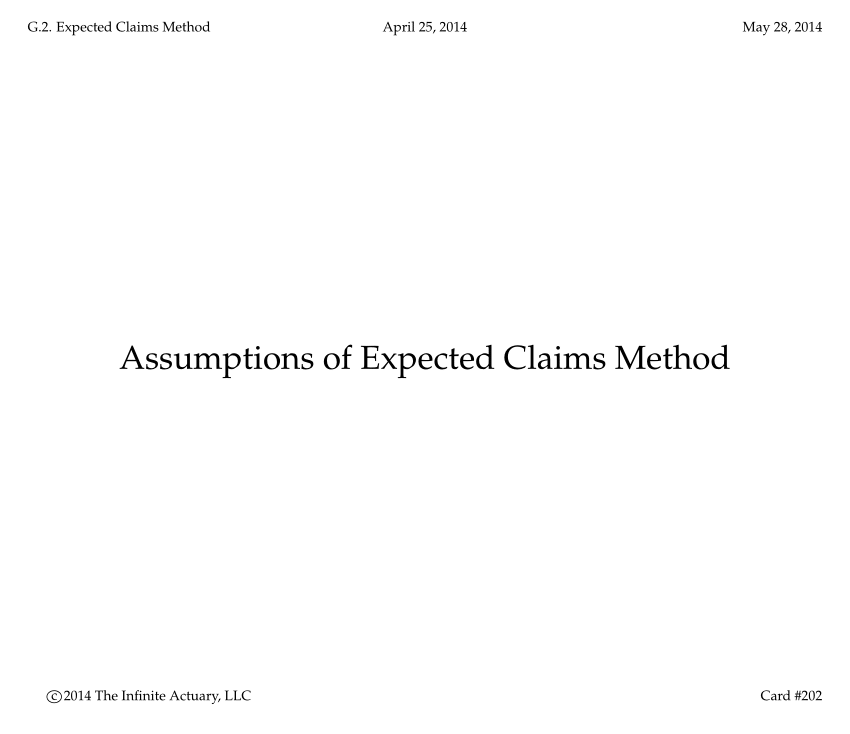 G.2. Expected Claims Method April 25, 2014 May 28, 2014
Assumptions of Expected Claims Method
©2014 The Infinite Actuary, LLC Card #202